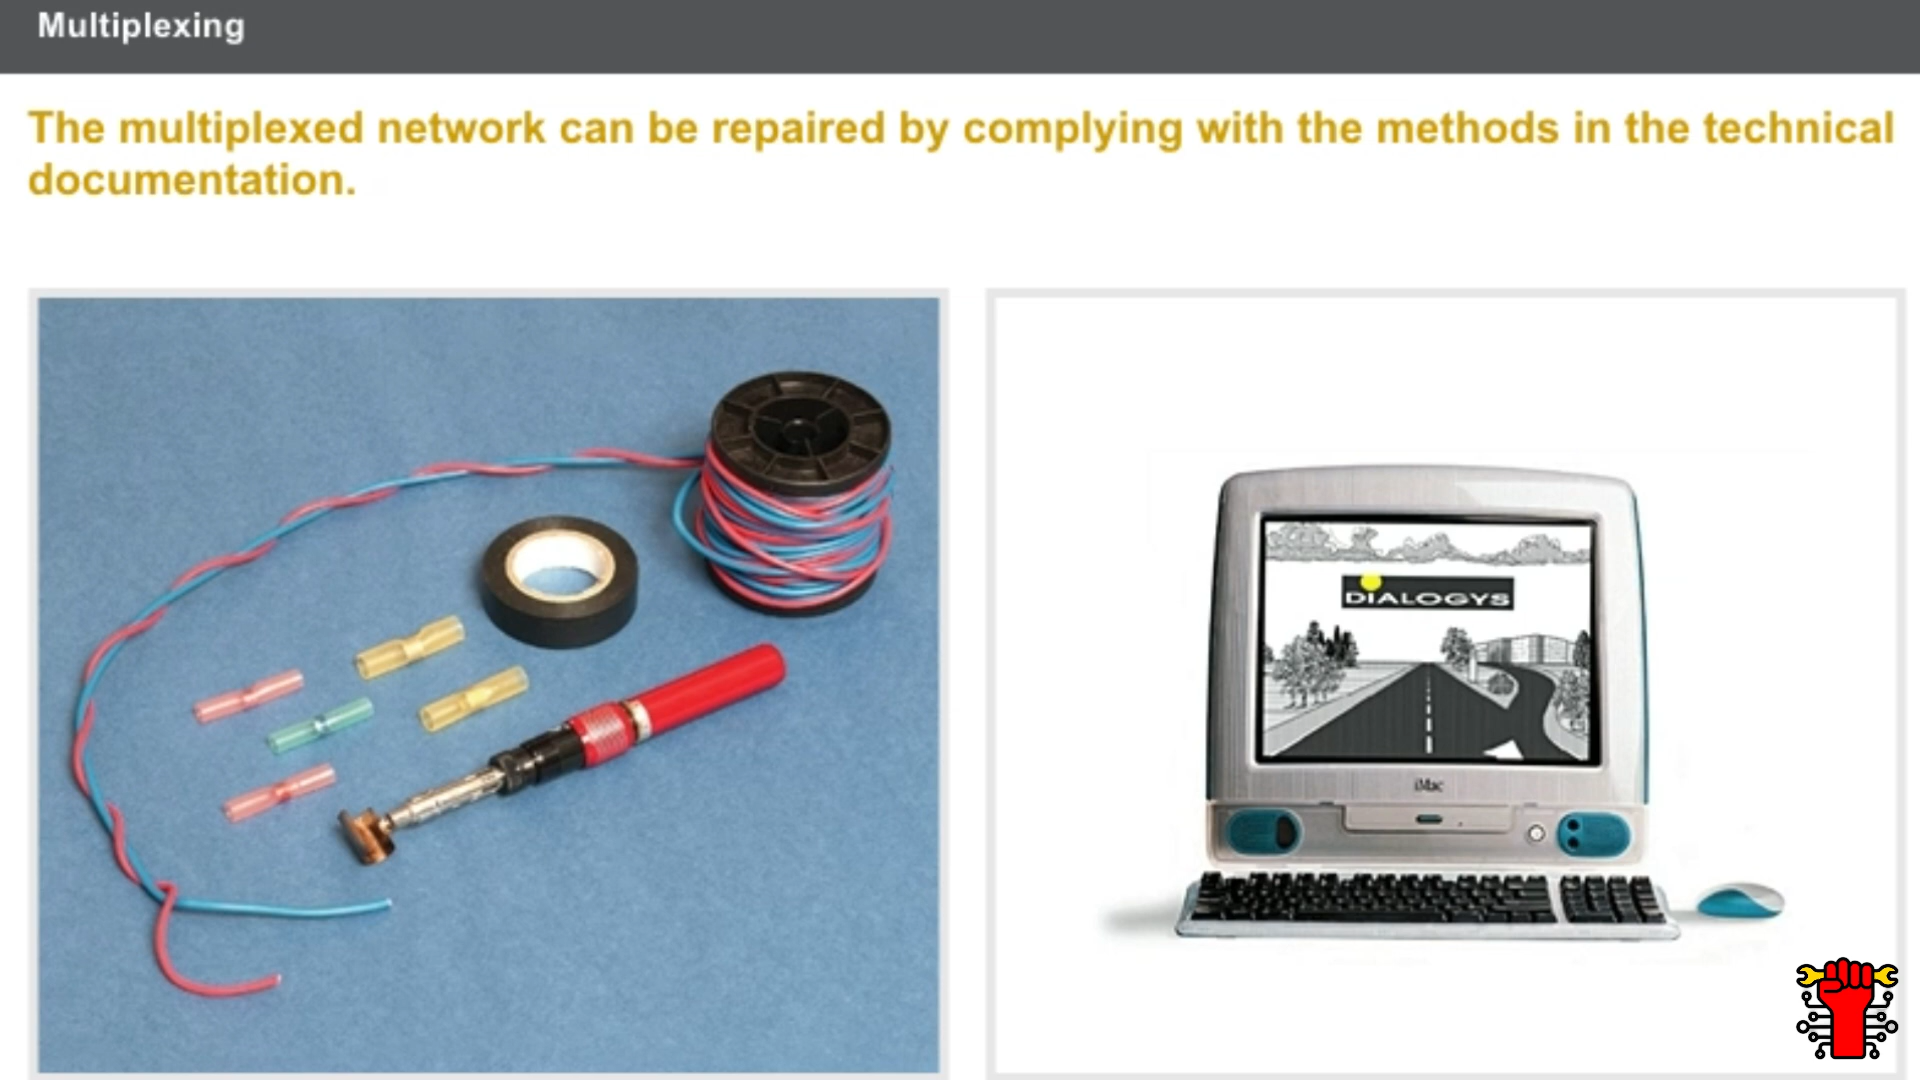 Multiplexing
The multiplexed network can be repaired by complying with the methods in the technical
documentation.
DIALOGYS
iMac